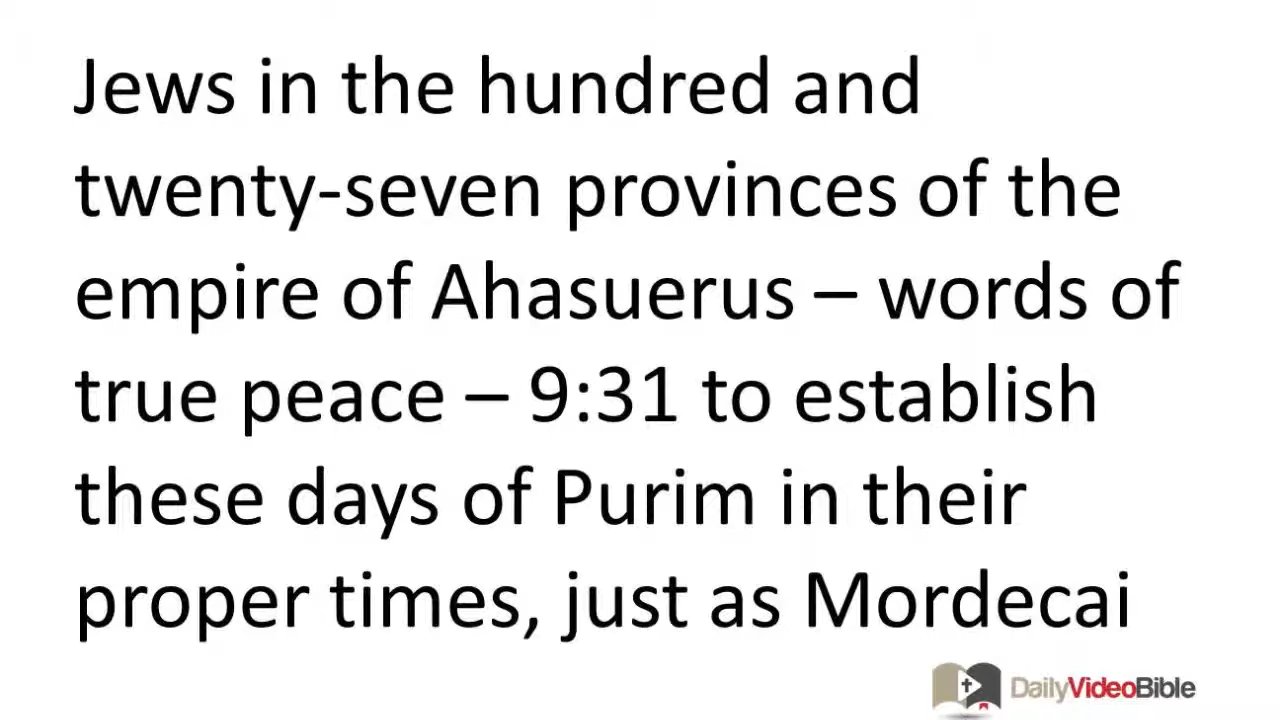 Jews in the hundred and
twenty-seven provinces of the
empire of Ahasuerus – words of
true peace – 9:31 to establish
these days of Purim in their
proper times, just as Mordecai
DailyVideoBible